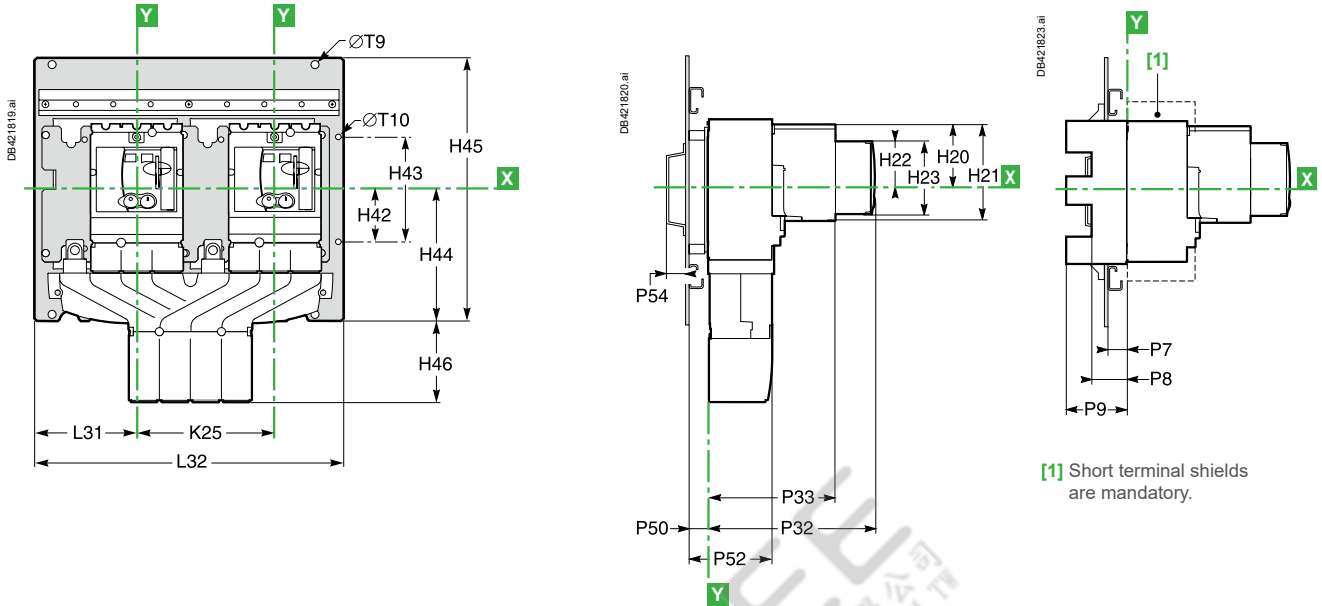 DB421819.ai
Y
Y
ØT9
ØT10
H45
H43
H42
X
H44
H46
L31
K25
L32
DB421820.ai
H22
H20
H23
H21
X
P54
P33
P50
P32
P52
Y
DB421823.ai
Y
[1]
X
P7
P8
P9
[1] Short terminal shields
are mandatory.